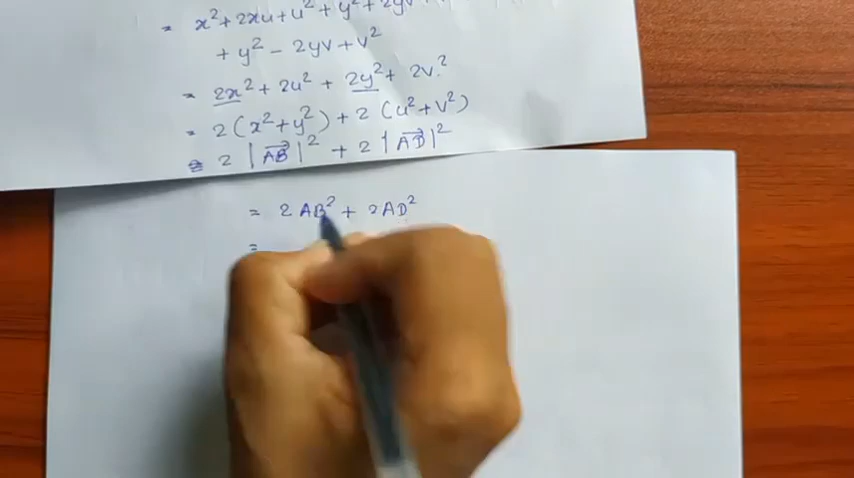 = x² + 2xu + u² + y² + 2yv
+ y² - 2yv + v²
= 2x² + 2u² + 2y² + 2v²
= 2(x² + y²) + 2(u² + v²)
= 2|AB⃗|² + 2|AD⃗|²
= 2AB² + 2AD²
=